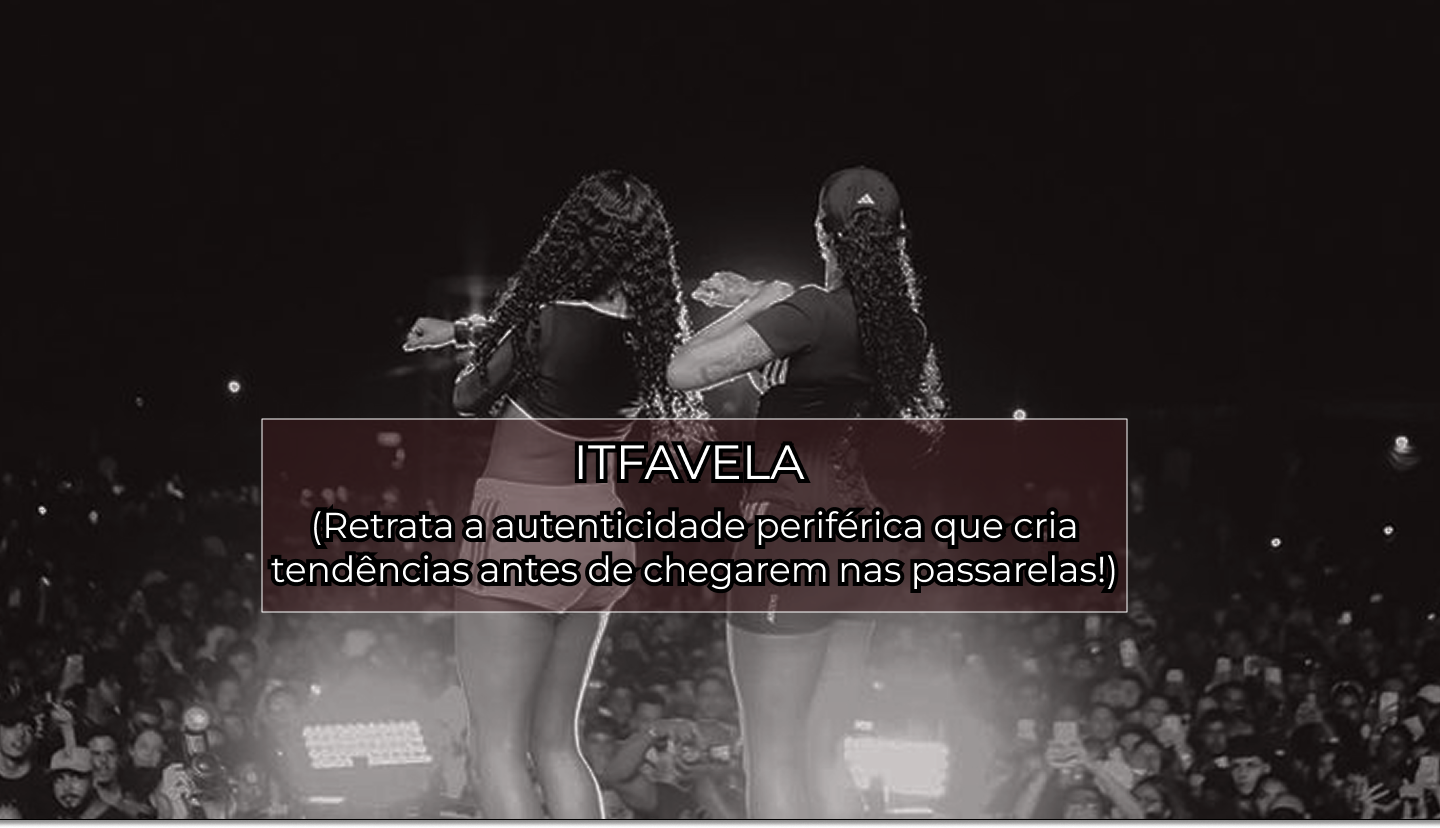 ITFAVELA
(Retrata a autenticidade periférica que cria
tendências antes de chegarem nas passarelas!)